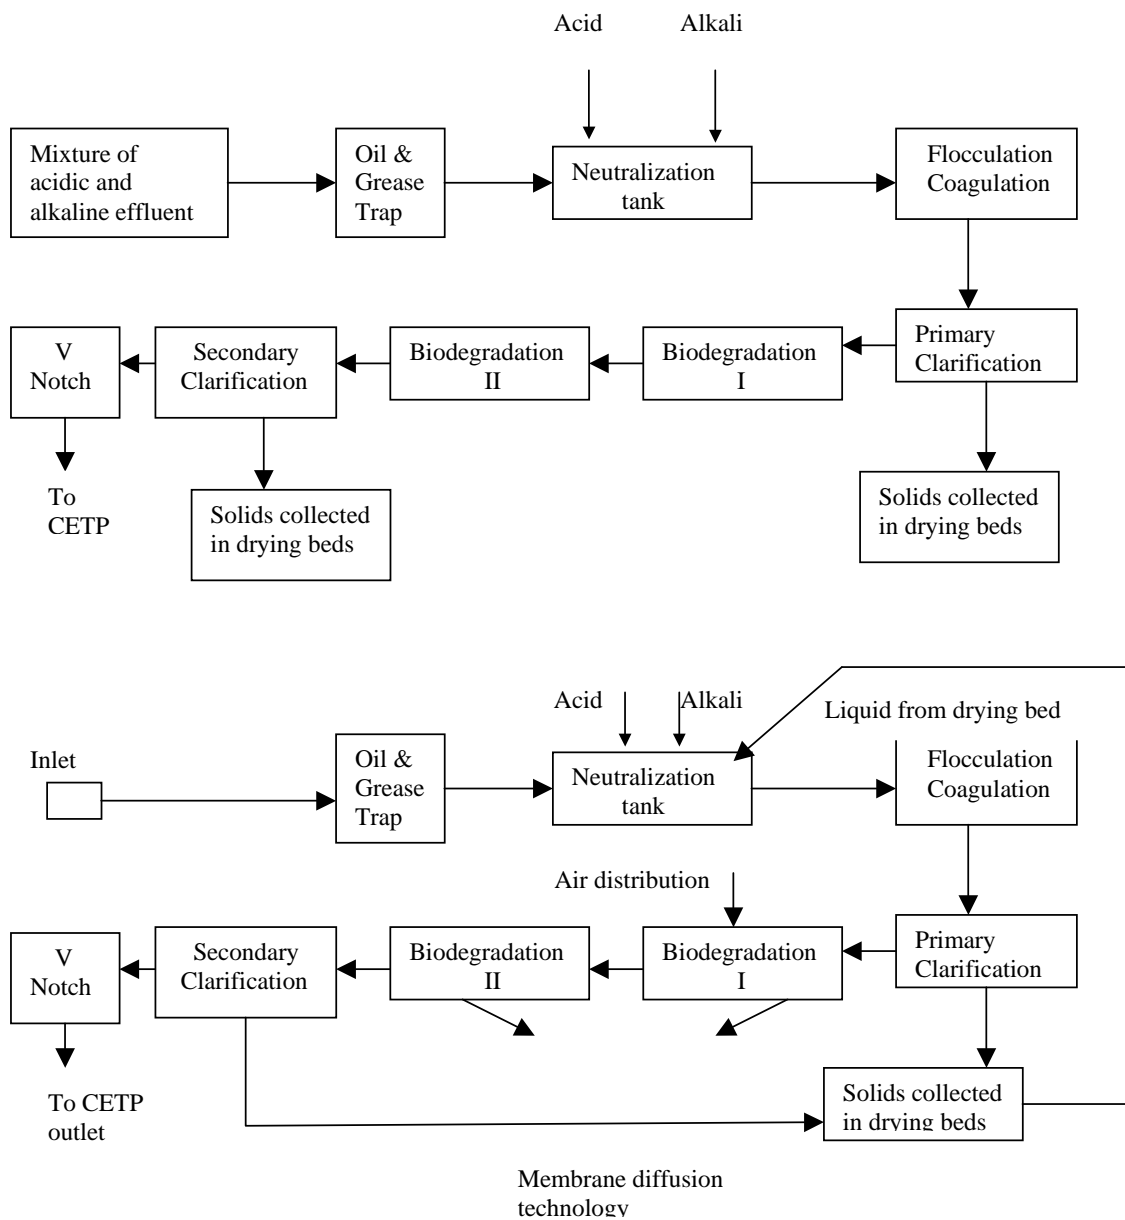 Acid
Alkali
Mixture of
acidic and
alkaline effluent
Oil &
Grease
Trap
Neutralization
tank
Flocculation
Coagulation
V
Notch
Secondary
Clarification
Biodegradation
II
Biodegradation
I
Primary
Clarification
To
CETP
Solids collected
in drying beds
Solids collected
in drying beds
Acid
Alkali
Liquid from drying bed
Inlet
Oil &
Grease
Trap
Neutralization
tank
Flocculation
Coagulation
Air distribution
V
Notch
Secondary
Clarification
Biodegradation
II
Biodegradation
I
Primary
Clarification
To CETP
outlet
Solids collected
in drying beds
Membrane diffusion
technology